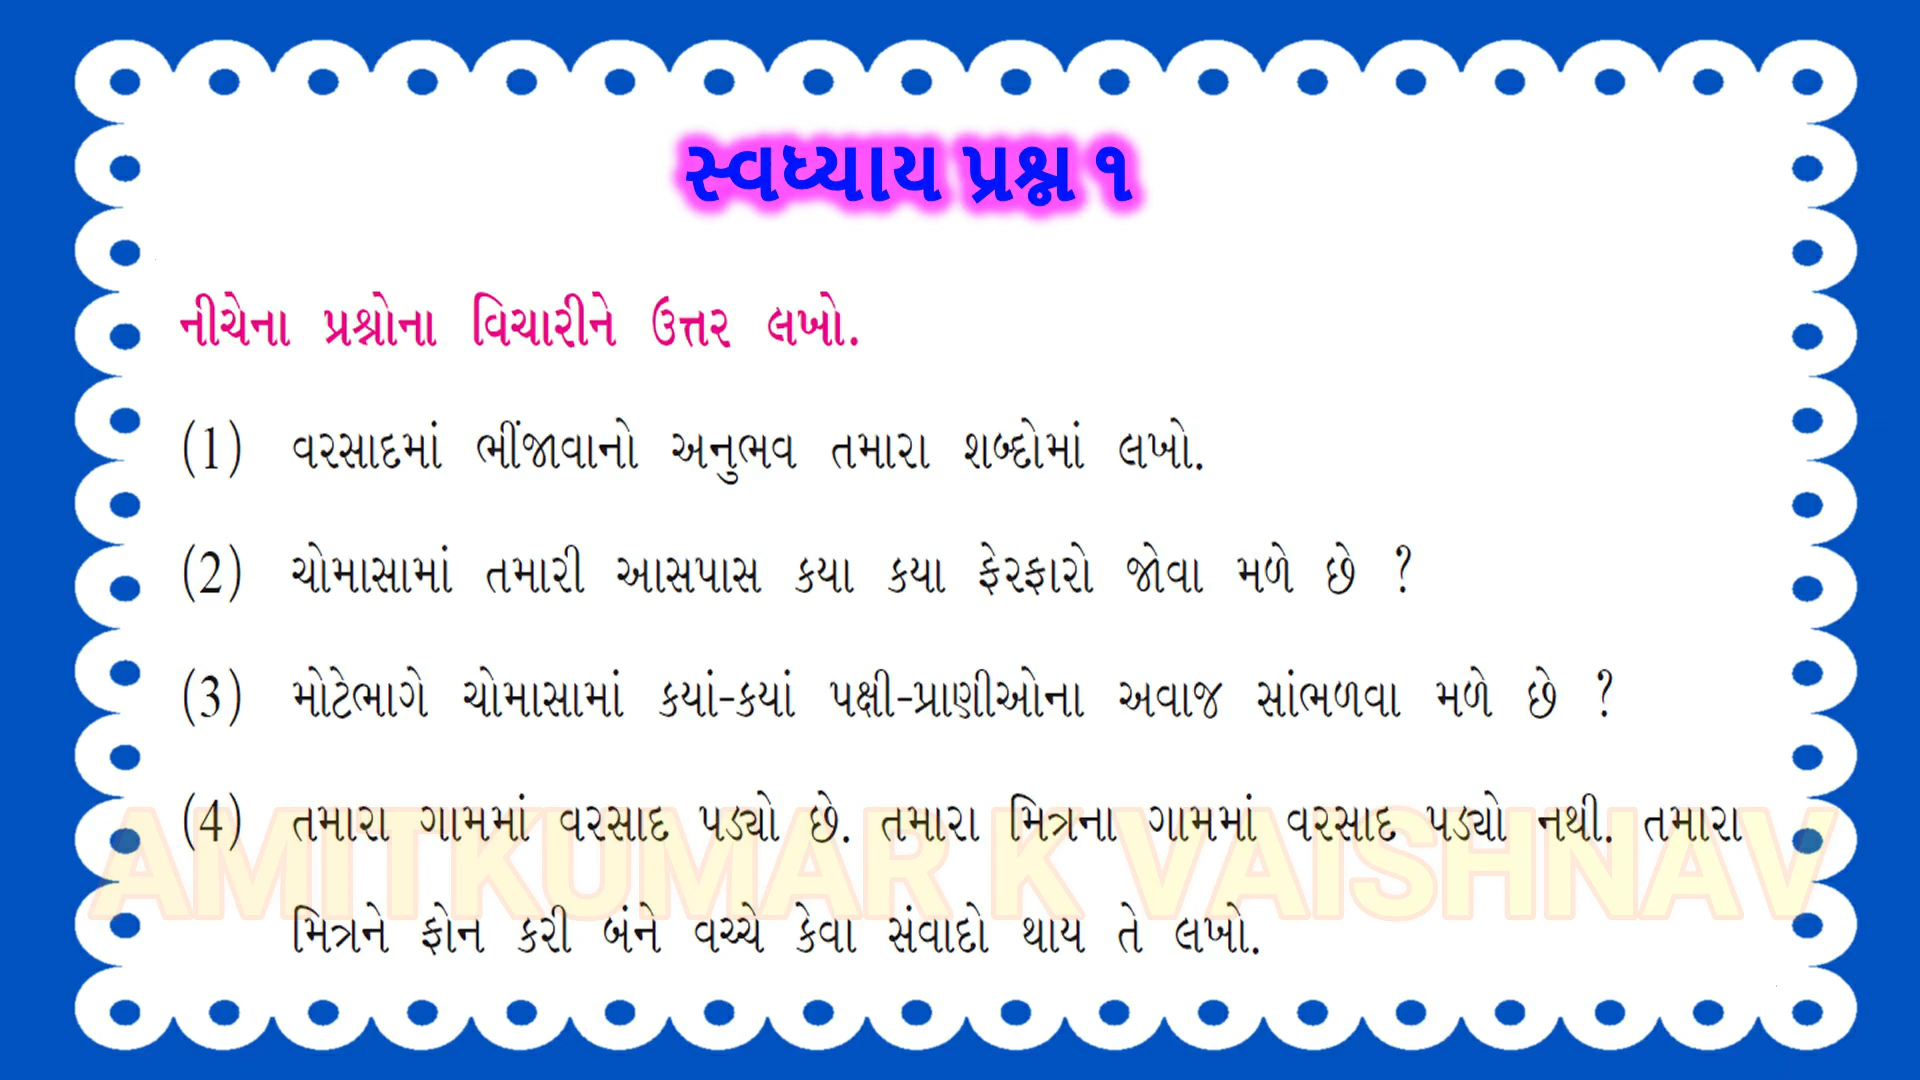 સ્વધ્યાય પ્રશ્ન ૧
નીચેના પ્રશ્નોના વિચારીને ઉત્તર લખો.
(1) વરસાદમાં ભીંજાવાનો અનુભવ તમારા શબ્દોમાં લખો.
(2) ચોમાસામાં તમારી આસપાસ કયા કયા ફેરફારો જોવા મળે છે ?
(3) મોટેભાગે ચોમાસામાં કયાં-કયાં પક્ષી-પ્રાણીઓના અવાજ સાંભળવા મળે છે ?
(4) તમારા ગામમાં વરસાદ પડ્યો છે. તમારા મિત્રના ગામમાં વરસાદ પડ્યો નથી. તમારા
AMITKUMAR K VAISHNAV
મિત્રને ફોન કરી બંને વચ્ચે કેવા સંવાદો થાય તે લખો.